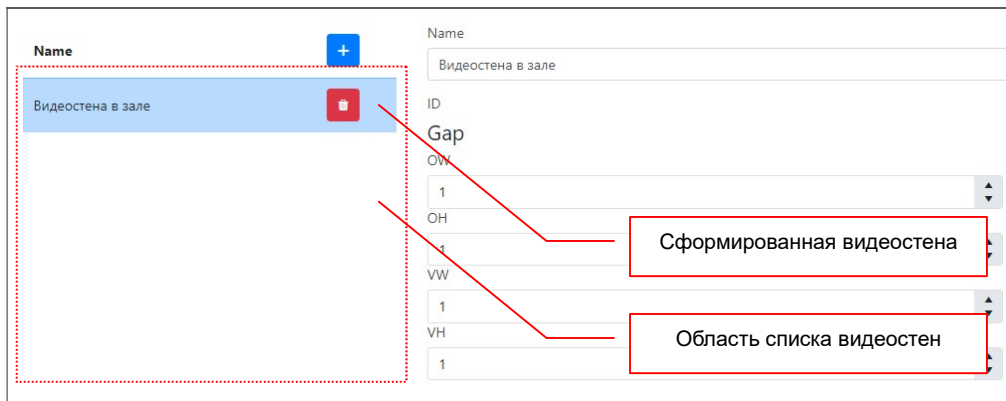 Name
+
Видеостена в зале
Name
Видеостена в зале
ID
Gap
OW
1
OH
1
VW
1
VH
1
Сформированная видеостена
Область списка видеостен